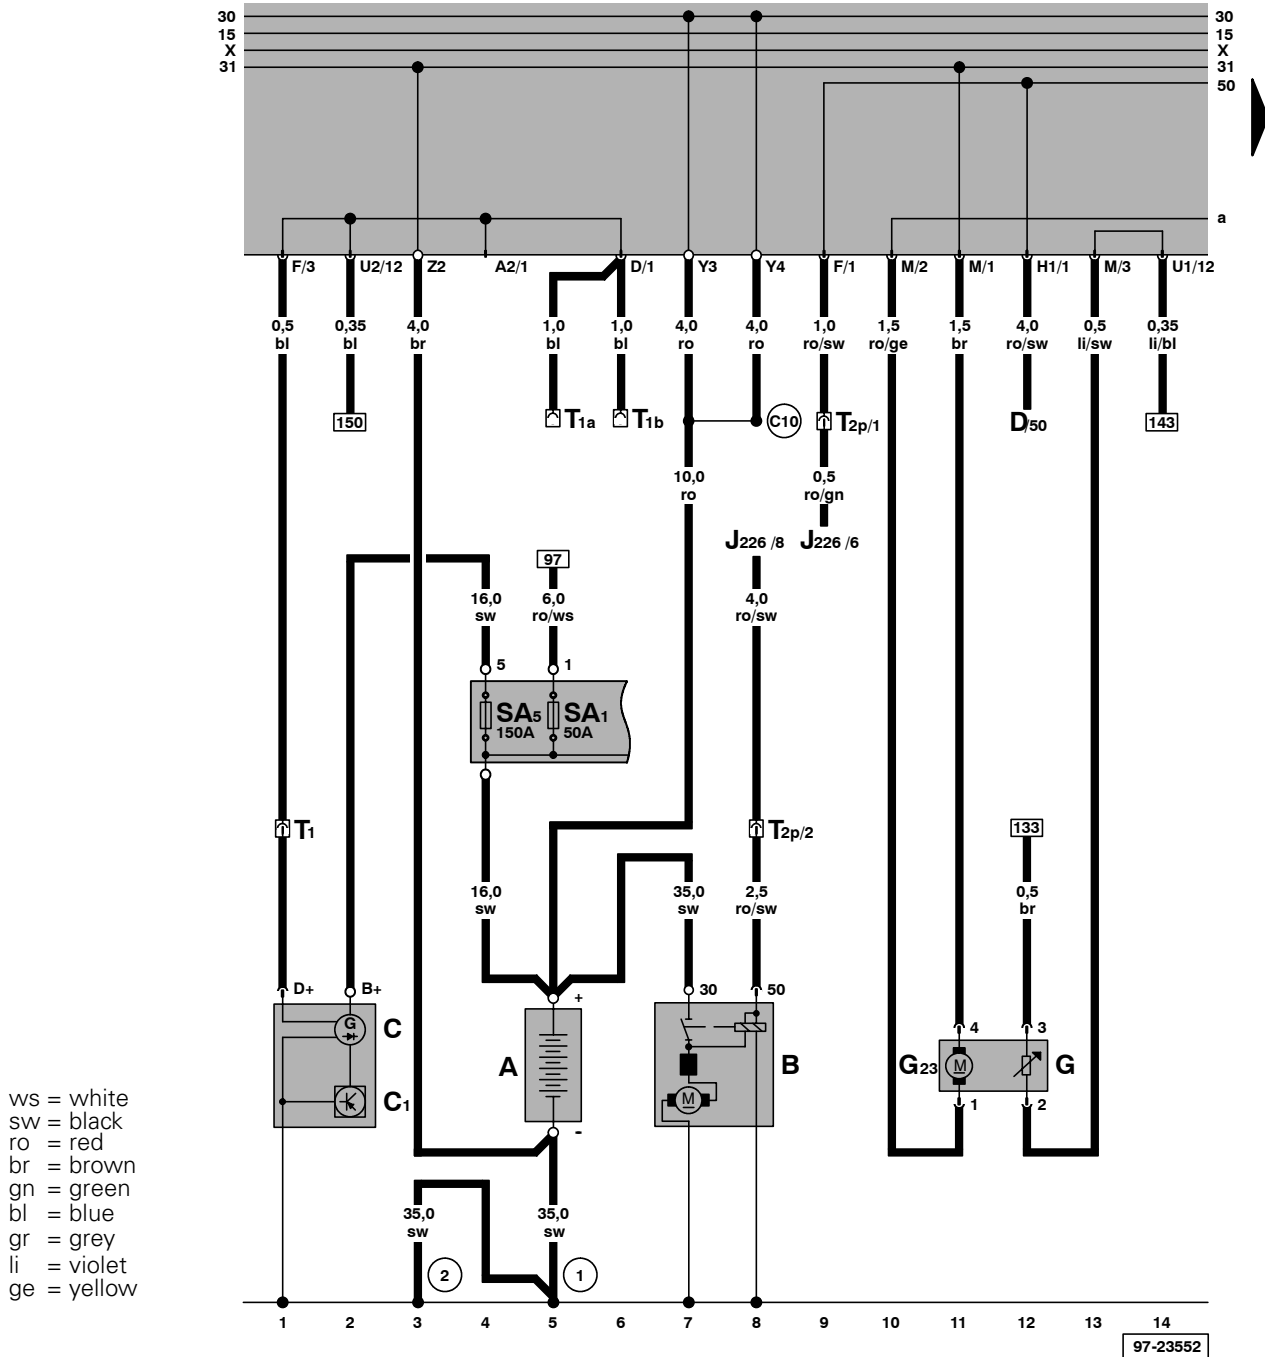 30 30
15 15
X X
31 31
50
a
F/3 U2/12 Z2 A2/1 D/1 Y3 Y4 F/1 M/2 M/1 H1/1 M/3 U1/12
0,5 0,35 4,0 1,0 1,0 4,0 4,0 1,0 1,5 1,5 4,0 0,5 0,35
bl bl br bl bl ro ro ro/sw ro/ge br ro/sw li/sw li/bl
150 T1a T1b C10 T2p/1 D/50 143
10,0 0,5
ro ro/gn
J226 /8 J226 /6
97
16,0 6,0 4,0
sw ro/ws ro/sw
5 1
SA5 SA1
150A 50A
T1 T2p/2 133
16,0 35,0 2,5 0,5
sw sw ro/sw br
D+ B+ + 30 50
G C
4 3
A B G23 M G
C1 M 1 2
-
35,0 35,0
sw sw
2 1
ws = white
sw = black
ro = red
br = brown
gn = green
bl = blue
gr = grey
li = violet
ge = yellow
1 2 3 4 5 6 7 8 9 10 11 12 13 14
97-23552